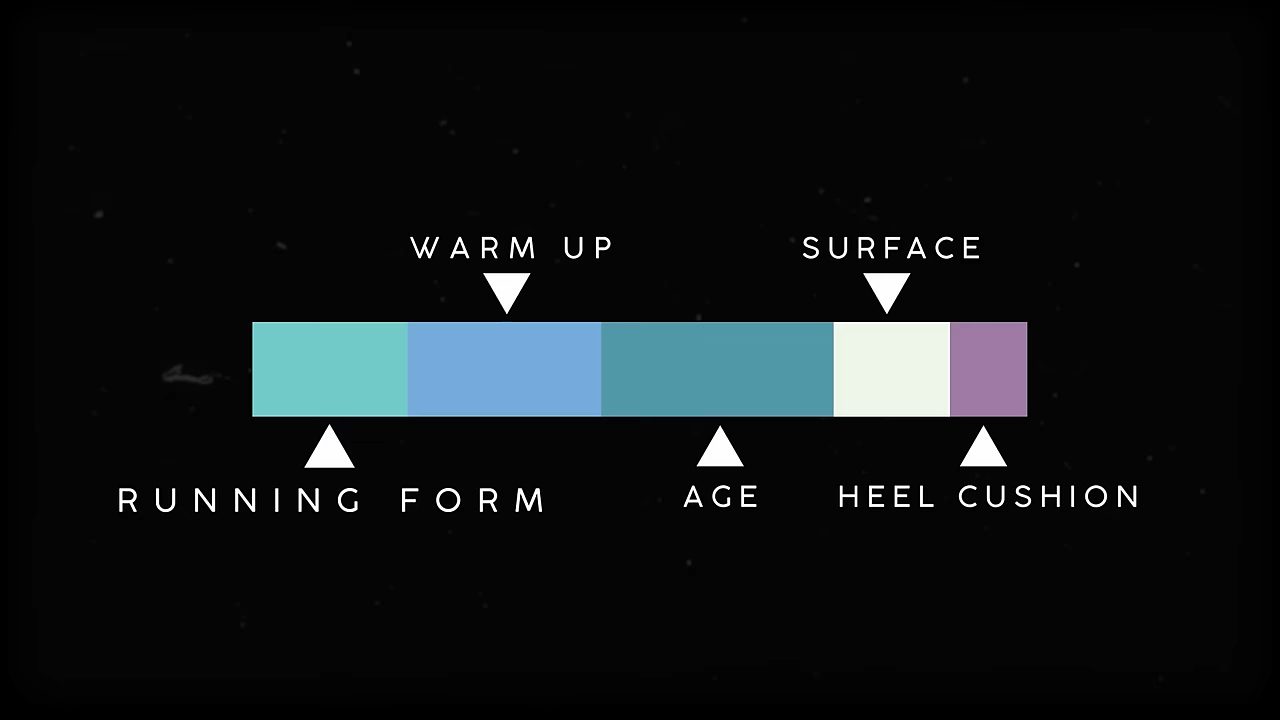 WARM UP
SURFACE
RUNNING FORM
AGE
HEEL CUSHION